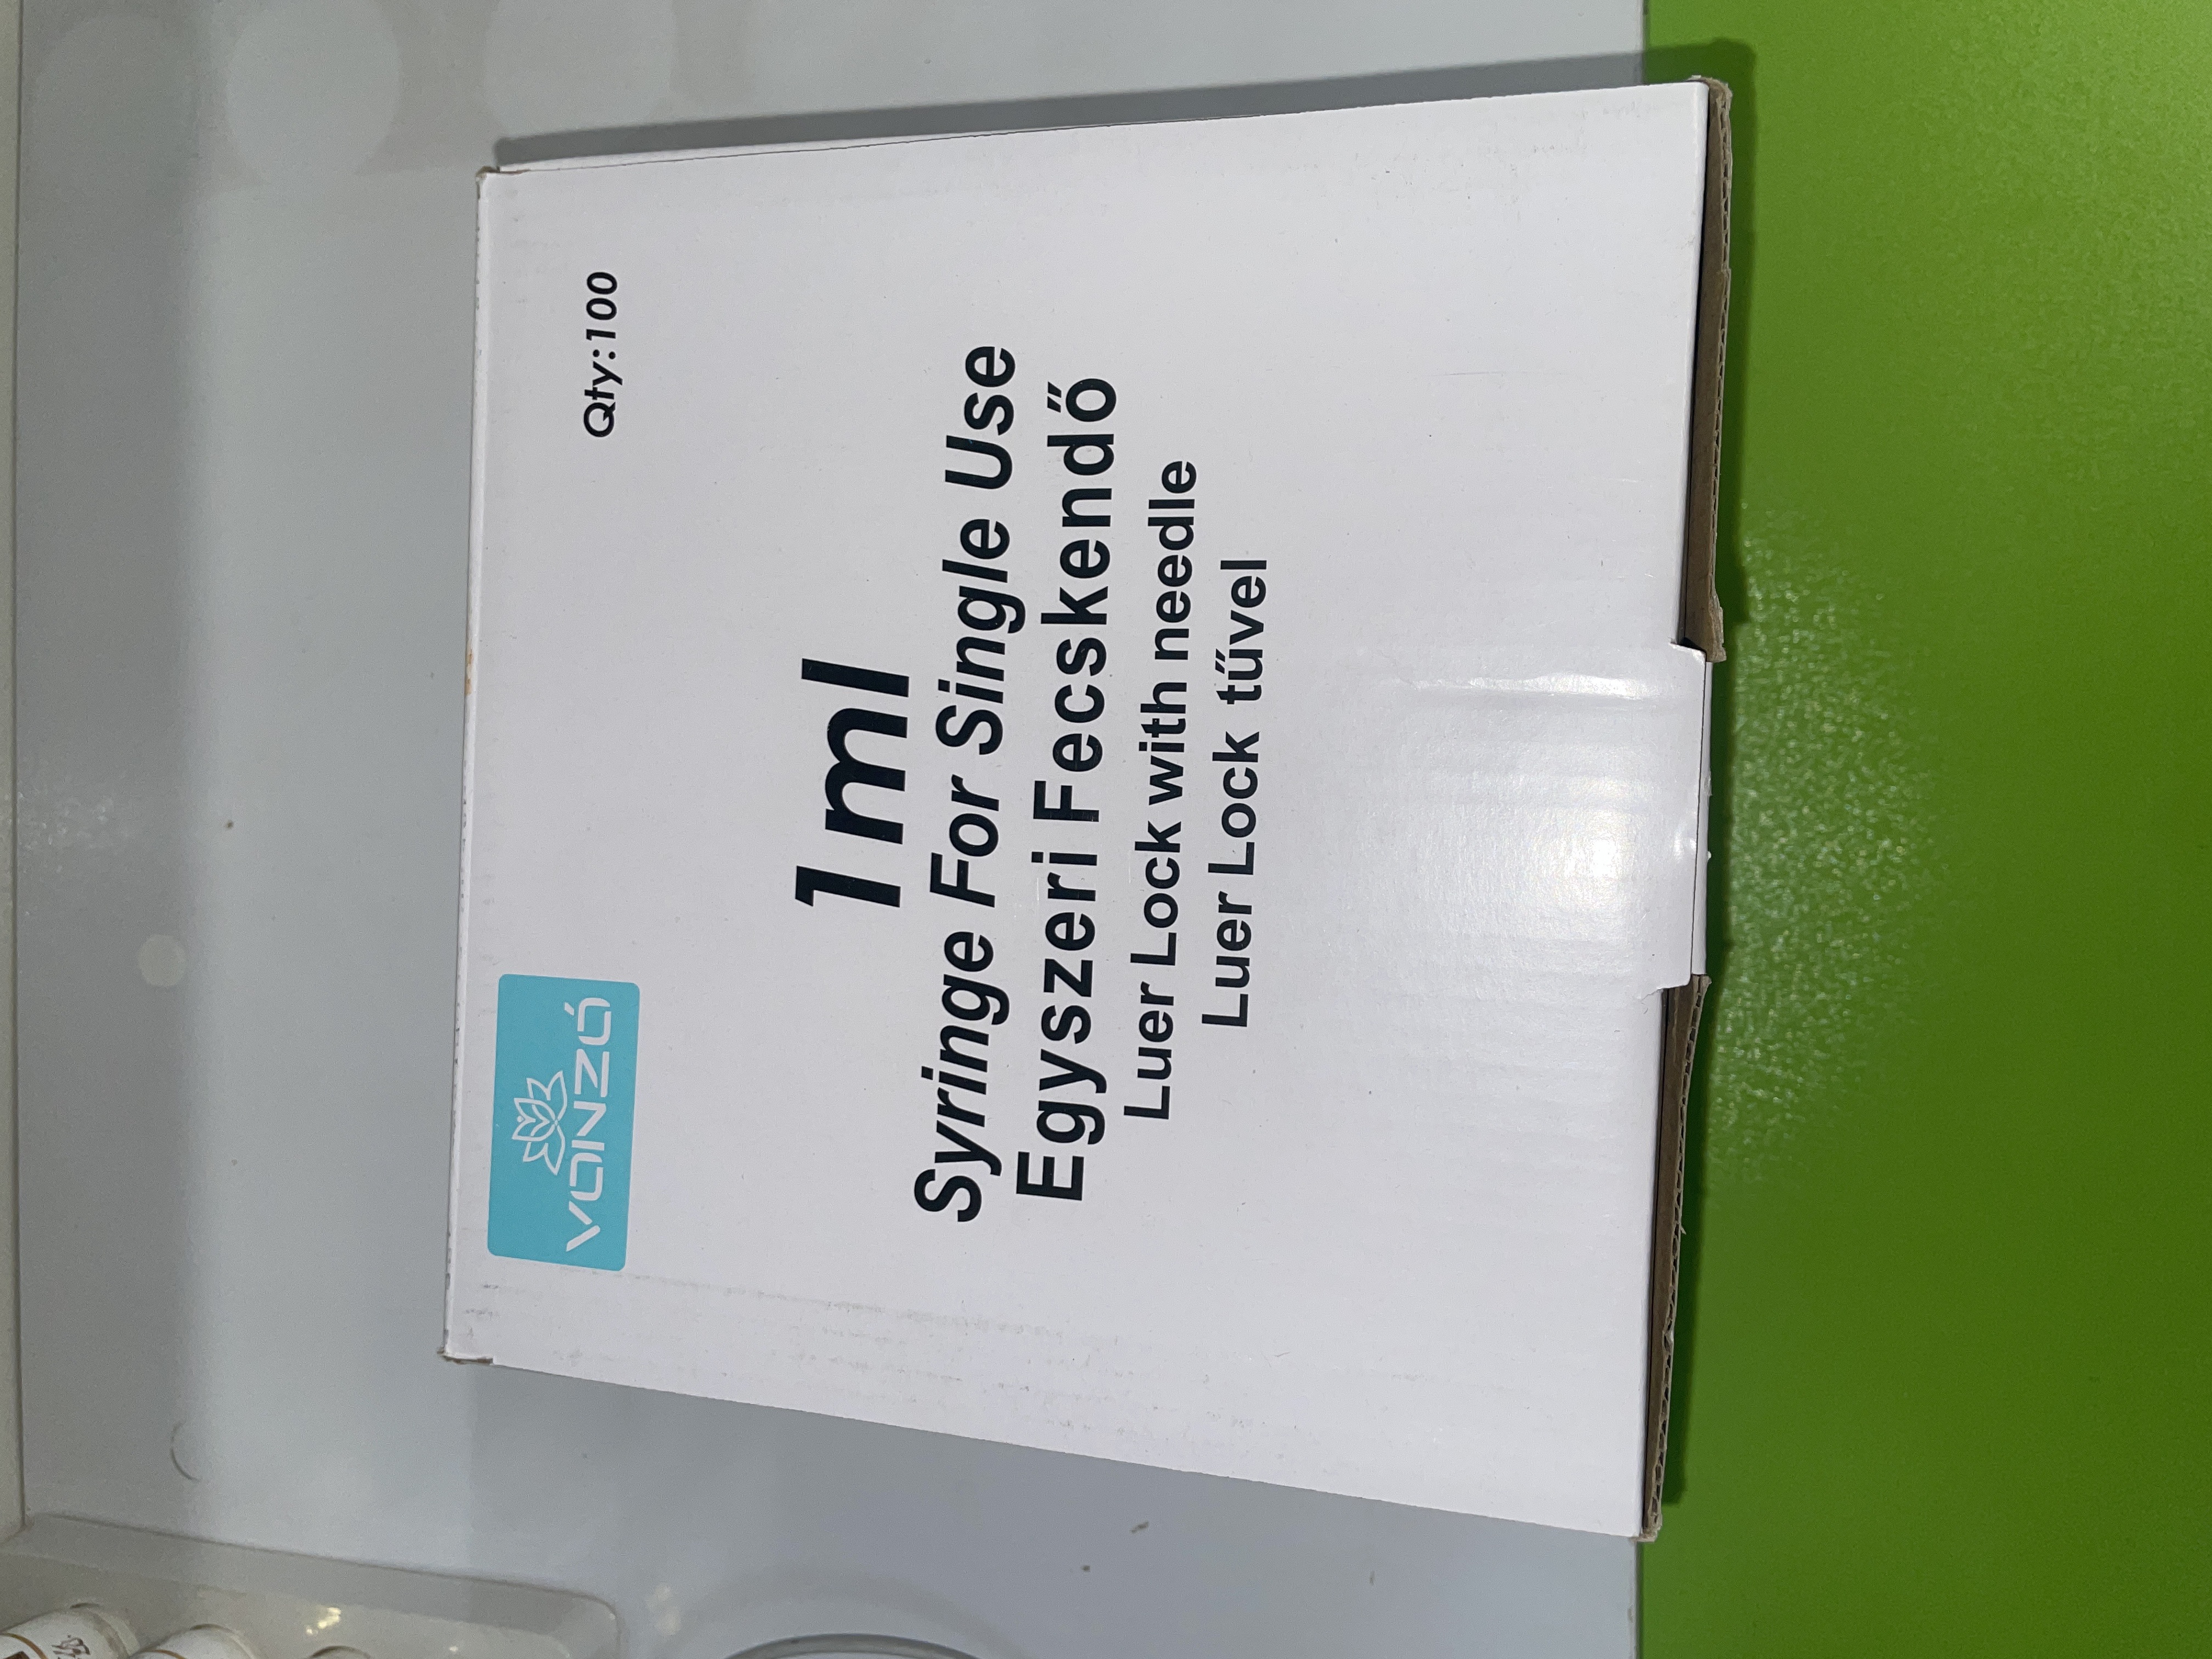 VONZÓ
Qty:100
1ml
Syringe For Single Use
Egyszeri Fecskendő
Luer Lock with needle
Luer Lock tűvel